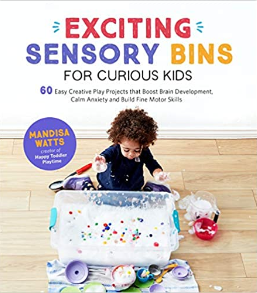 EXCITING
SENSORY BINS
FOR CURIOUS KIDS
60 Easy Creative Play Projects that Boost Brain Development,
Calm Anxiety and Build Fine Motor Skills
MANDISA
WATTS
creator of
Happy Toddler
Playtime